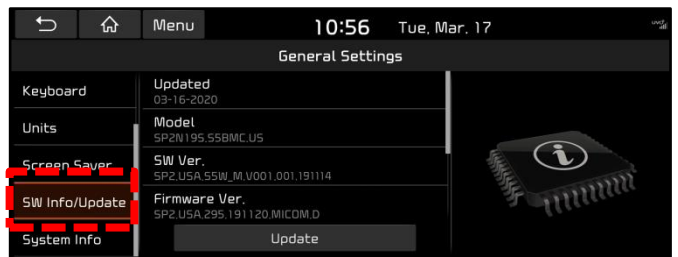 Menu 10:56 Tue, Mar. 17
General Settings
Keyboard
Units
Screen Saver
SW Info/Update
System Info
Updated
03-16-2020
Model
SP2N195.S5BMC.US
SW Ver.
SP2.USA.S5W_M.V001.001.191114
Firmware Ver.
SP2.USA.295.191120.MICOM.D
Update